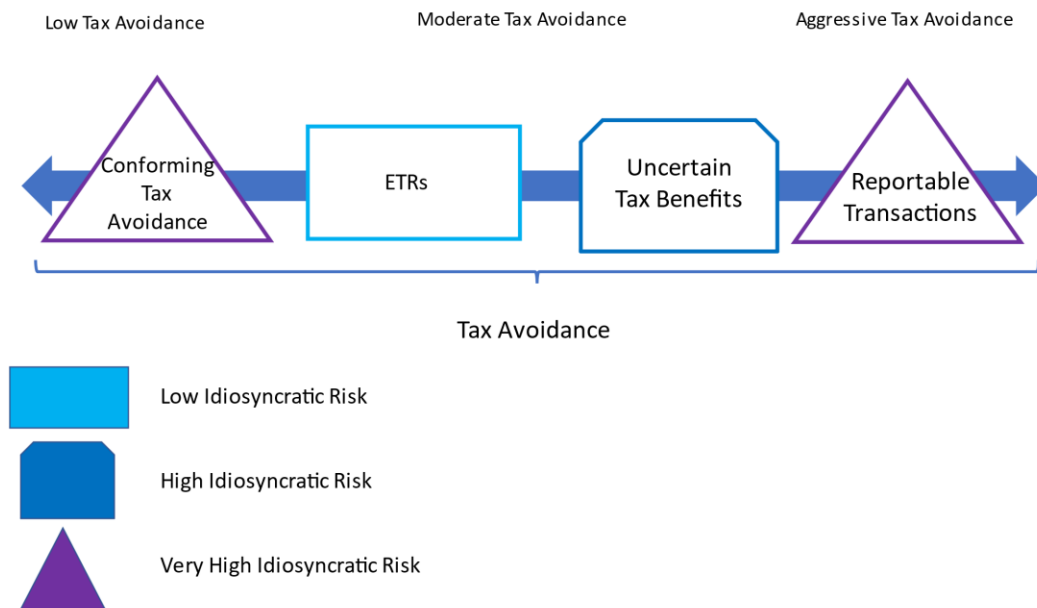 Low Tax Avoidance
Moderate Tax Avoidance
Aggressive Tax Avoidance
Conforming
Tax
Avoidance
ETRs
Uncertain
Tax Benefits
Reportable
Transactions
Tax Avoidance
Low Idiosyncratic Risk
High Idiosyncratic Risk
Very High Idiosyncratic Risk